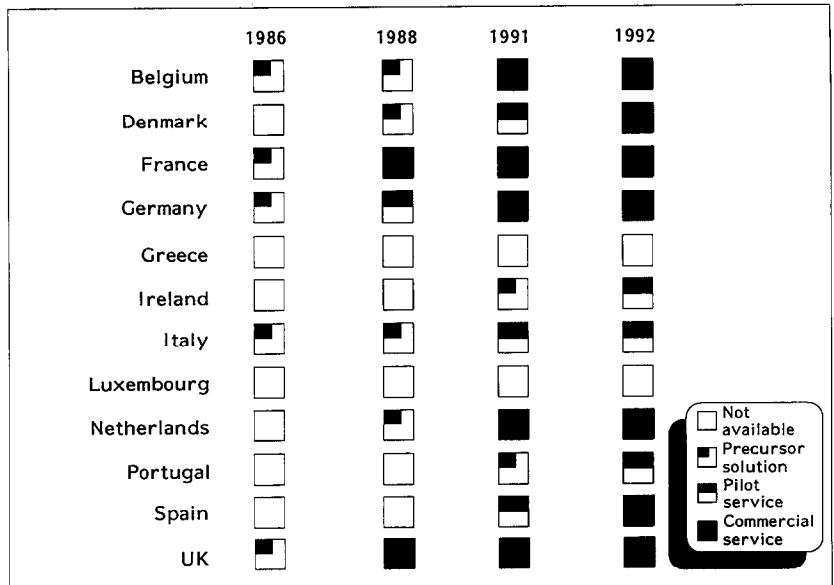 1986 1988 1991 1992
Belgium
Denmark
France
Germany
Greece
Ireland
Italy
Luxembourg
Netherlands
Portugal
Spain
UK
Not
available
Precursor
solution
Pilot
service
Commercial
service